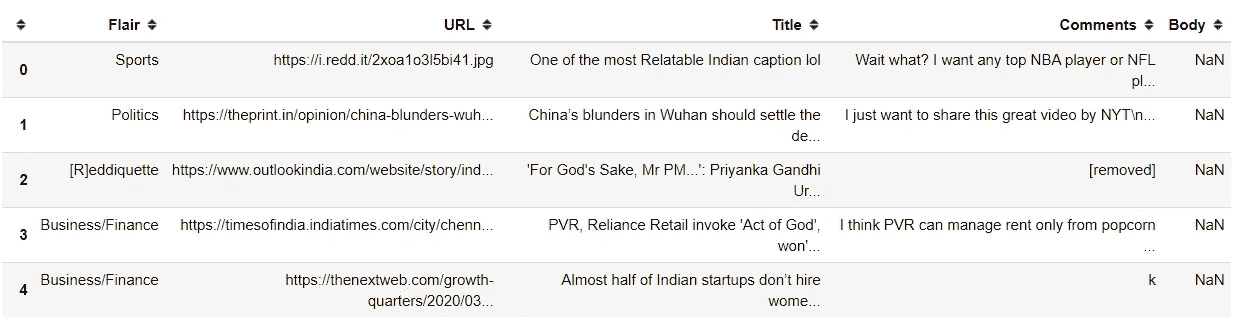 Flair URL Title Comments Body
0 Sports https://i.redd.it/2xoa1o3l5bi41.jpg One of the most Relatable Indian caption lol Wait what? I want any top NBA player or NFL NaN
pl...
1 Politics https://theprint.in/opinion/china-blunders-wuh... China's blunders in Wuhan should settle the I just want to share this great video by NYT\n... NaN
de...
2 [R]eddiquette https://www.outlookindia.com/website/story/ind... 'For God's Sake, Mr PM...': Priyanka Gandhi [removed] NaN
Ur...
3 Business/Finance https://timesofindia.indiatimes.com/city/chenn... PVR, Reliance Retail invoke 'Act of God', I think PVR can manage rent only from popcorn NaN
won'... ...
4 Business/Finance https://thenextweb.com/growth- Almost half of Indian startups don't hire k NaN
quarters/2020/03... wome...